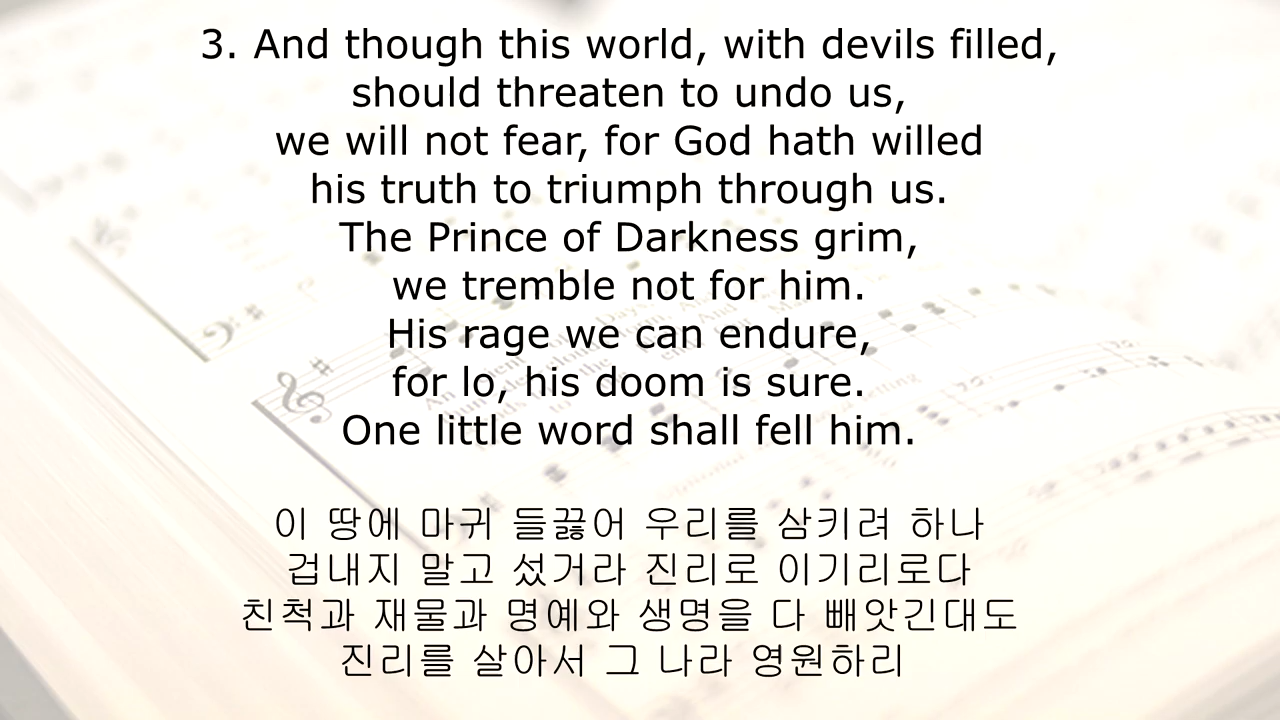 3. And though this world, with devils filled,
should threaten to undo us,
we will not fear, for God hath willed
his truth to triumph through us.
The Prince of Darkness grim,
we tremble not for him.
His rage we can endure,
for lo, his doom is sure.
One little word shall fell him.
이 땅에 마귀 들끓어 우리를 삼키려 하나
겁내지 말고 섰거라 진리로 이기리로다
친척과 재물과 명예와 생명을 다 빼앗긴대도
진리를 살아서 그 나라 영원하리